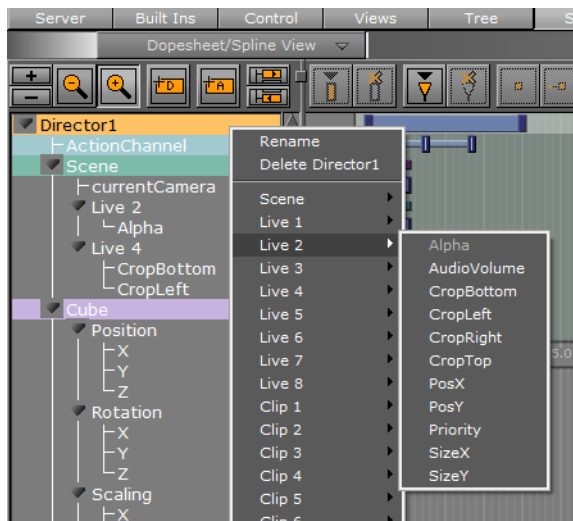 Server Built Ins Control Views Tree S
Dopesheet/Spline View
+ D A
-
Director1
ActionChannel
Scene
currentCamera
Live 2
Alpha
Live 4
CropBottom
CropLeft
Cube
Position
X
Y
Z
Rotation
X
Y
Z
Scaling
X
Rename
Delete Director1
Scene
Live 1
Live 2
Live 3
Live 4
Live 5
Live 6
Live 7
Live 8
Clip 1
Clip 2
Clip 3
Clip 4
Clip 5
Alpha
AudioVolume
CropBottom
CropLeft
CropRight
CropTop
PosX
PosY
Priority
SizeX
SizeY
5.0